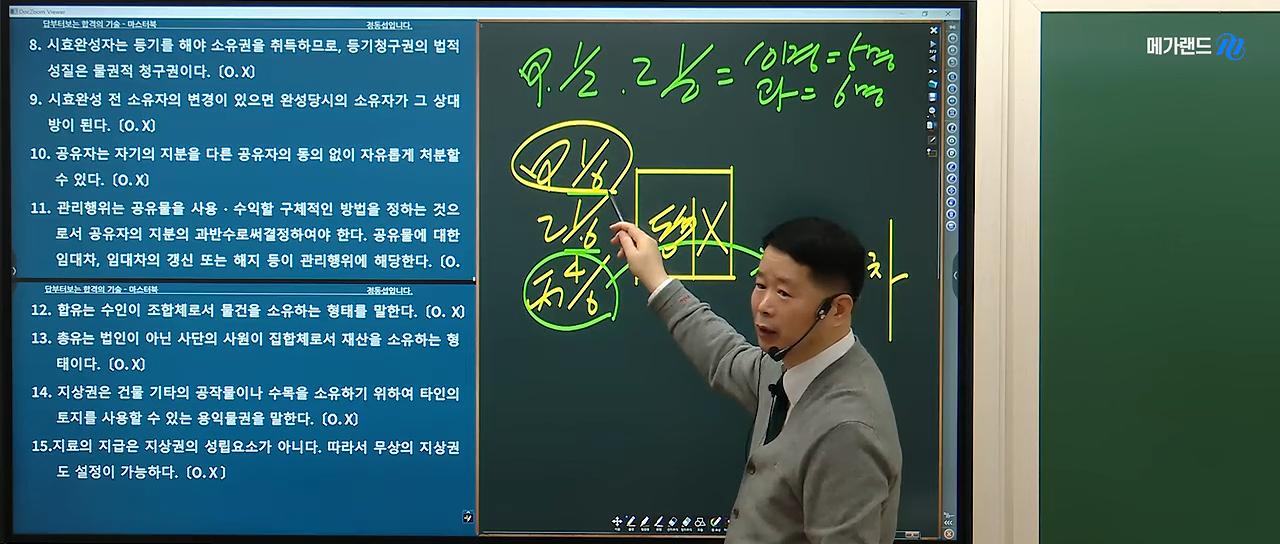 DocZoom Viewer
단부터보는 합격의 기술 - 마스터북
정동섭입니다.
8. 시효완성자는 등기를 해야 소유권을 취득하므로, 등기청구권의 법적
성질은 물권적 청구권이다. 〔O. X〕
9. 시효완성 전 소유자의 변경이 있으면 완성당시의 소유자가 그 상대
방이 된다. 〔O. X〕
10. 공유자는 자기의 지분을 다른 공유자의 동의 없이 자유롭게 처분할
수 있다. 〔O. X〕
11. 관리행위는 공유물을 사용·수익할 구체적인 방법을 정하는 것으
로서 공유자의 지분의 과반수로써결정하여야 한다. 공유물에 대한
임대차, 임대차의 갱신 또는 해지 등이 관리행위에 해당한다. 〔O.
단부터보는 합격의 기술 - 마스터북
정동섭입니다.
12. 합유는 수인이 조합체로서 물건을 소유하는 형태를 말한다. 〔O. X〕
13. 총유는 법인이 아닌 사단의 사원이 집합체로서 재산을 소유하는 형
태이다. 〔O. X〕
14. 지상권은 건물 기타의 공작물이나 수목을 소유하기 위하여 타인의
토지를 사용할 수 있는 용익물권을 말한다. 〔O. X〕
15.지료의 지급은 지상권의 성립요소가 아니다. 따라서 무상의 지상권
도 설정이 가능하다. 〔O. X〕
甲 1/6
乙 1/6
X
차
메가랜드